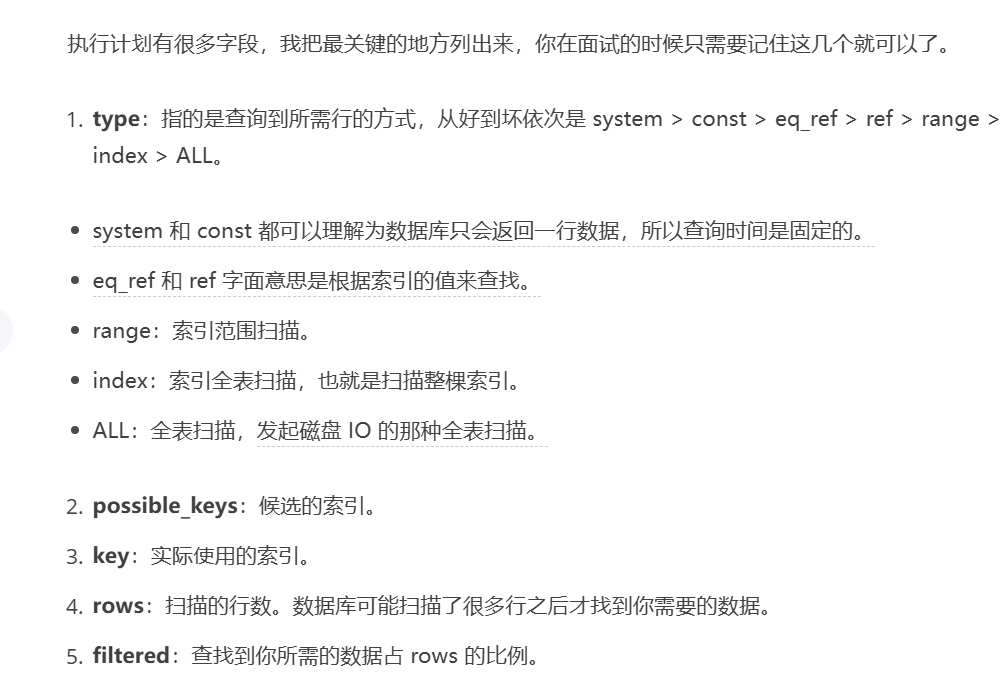 执行计划有很多字段，我把最关键的地方列出来，你在面试的时候只需要记住这几个就可以了。
1. type：指的是查询到所需行的方式，从好到坏依次是 system > const > eq_ref > ref > range >
index > ALL。
• system 和 const 都可以理解为数据库只会返回一行数据，所以查询时间是固定的。
• eq_ref 和 ref 字面意思是根据索引的值来查找。
• range：索引范围扫描。
• index：索引全表扫描，也就是扫描整棵索引。
• ALL：全表扫描，发起磁盘 IO 的那种全表扫描。
2. possible_keys：候选的索引。
3. key：实际使用的索引。
4. rows：扫描的行数。数据库可能扫描了很多行之后才找到你需要的数据。
5. filtered：查找到你所需的数据占 rows 的比例。